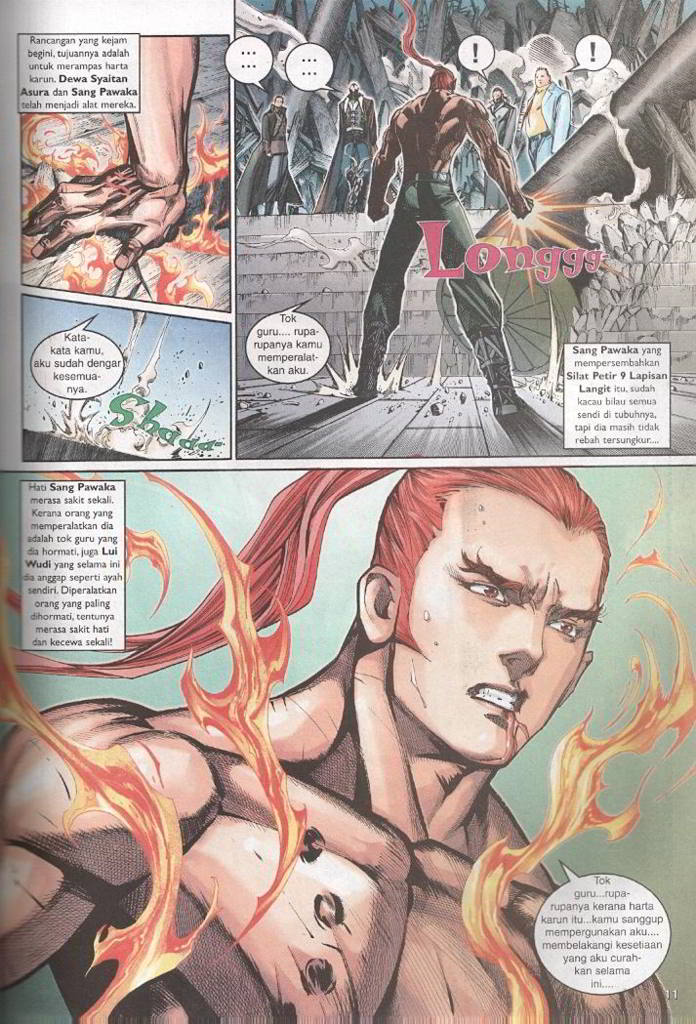 Rancangan yang kejam
begini, tujuannya adalah
untuk merampas harta
karun. Dewa Syaitan
Asura dan Sang Pawaka
telah menjadi alat mereka.
...
...
...
...
!
!
Longgg
Kata-
kata kamu,
aku sudah dengar
kesemua-
nya.
Shaaa
Tok
guru.... rupa-
rupanya kamu
memperalat-
kan aku.
Sang Pawaka yang
mempersembahkan
Silat Petir 9 Lapisan
Langit itu, sudah
kacau bilau semua
sendi di tubuhnya,
tapi dia masih tidak
rebah tersungkur....
Hati Sang Pawaka
merasa sakit sekali.
Kerana orang yang
memperalatkan dia
adalah tok guru yang
dia hormati, juga Lui
Wudi yang selama ini
dia anggap seperti ayah
sendiri. Diperalatkan
orang yang paling
dihormati, tentunya
merasa sakit hati
dan kecewa sekali!
Tok
guru...rupa-
rupanya kerana harta
karun itu...kamu sanggup
mempergunakan aku....
membelakangi kesetiaan
yang aku curah-
kan selama
ini....
11